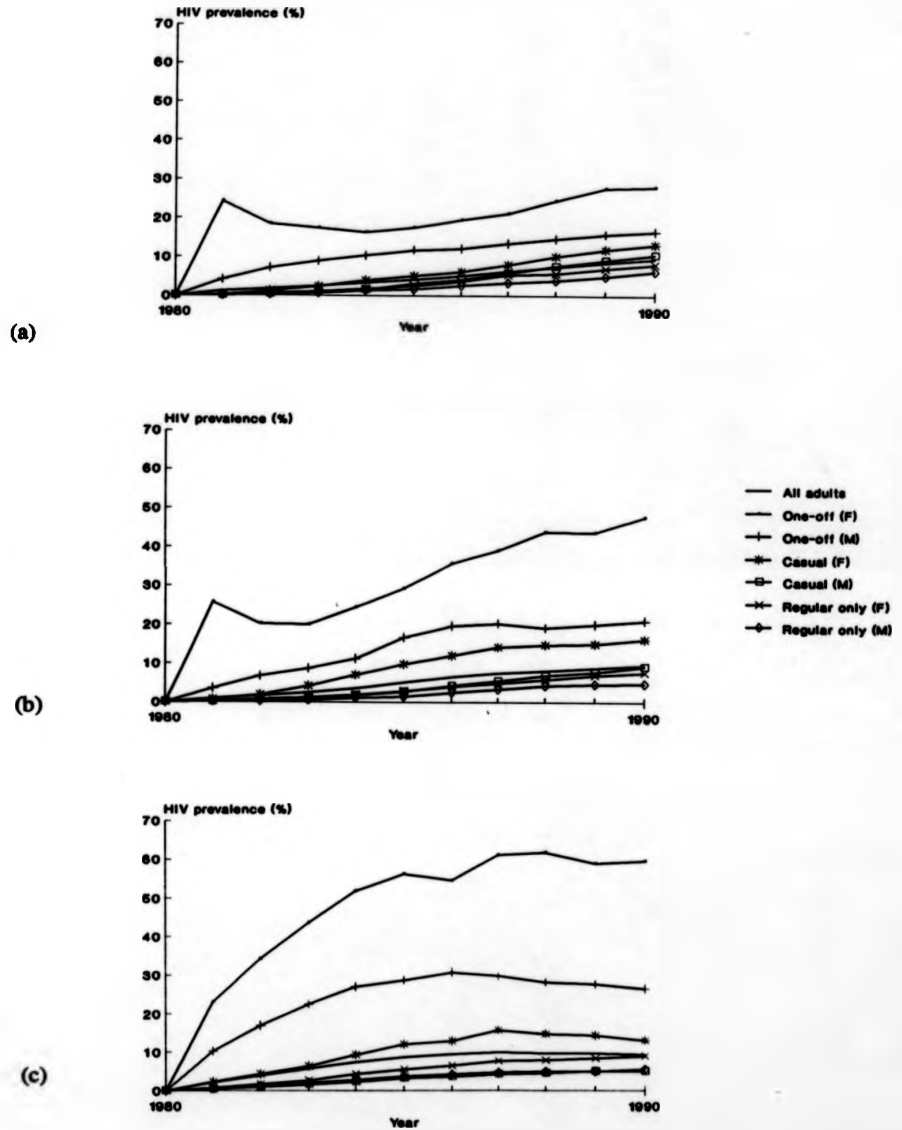 HIV prevalence (%)
70
60
50
40
30
20
10
0
1980
1990
Year
(a)
HIV prevalence (%)
70
60
50
40
30
20
10
0
1980
1990
Year
(b)
All adults
One-off (F)
One-off (M)
Casual (F)
Casual (M)
Regular only (F)
Regular only (M)
HIV prevalence (%)
70
60
50
40
30
20
10
0
1980
1990
Year
(c)